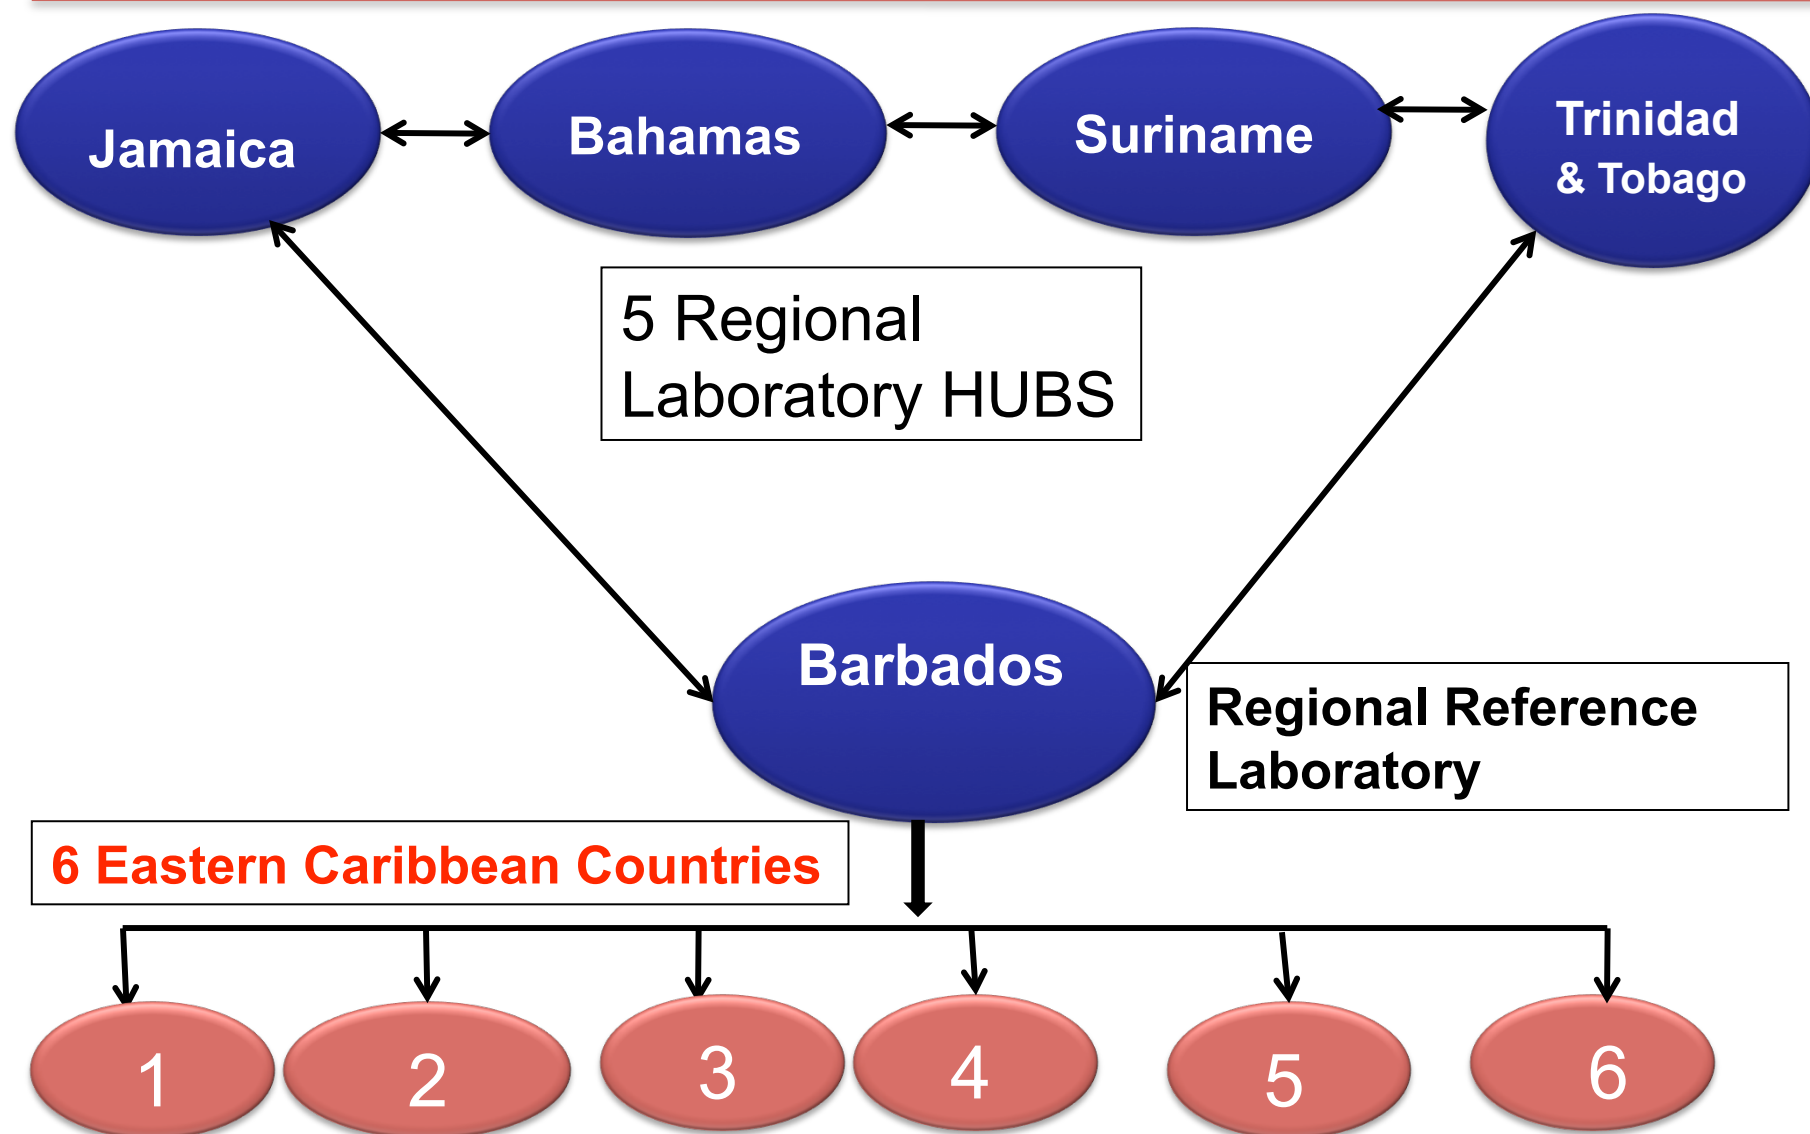 Jamaica
Bahamas
Suriname
Trinidad
& Tobago
5 Regional
Laboratory HUBS
Barbados
Regional Reference
Laboratory
6 Eastern Caribbean Countries
1
2
3
4
5
6